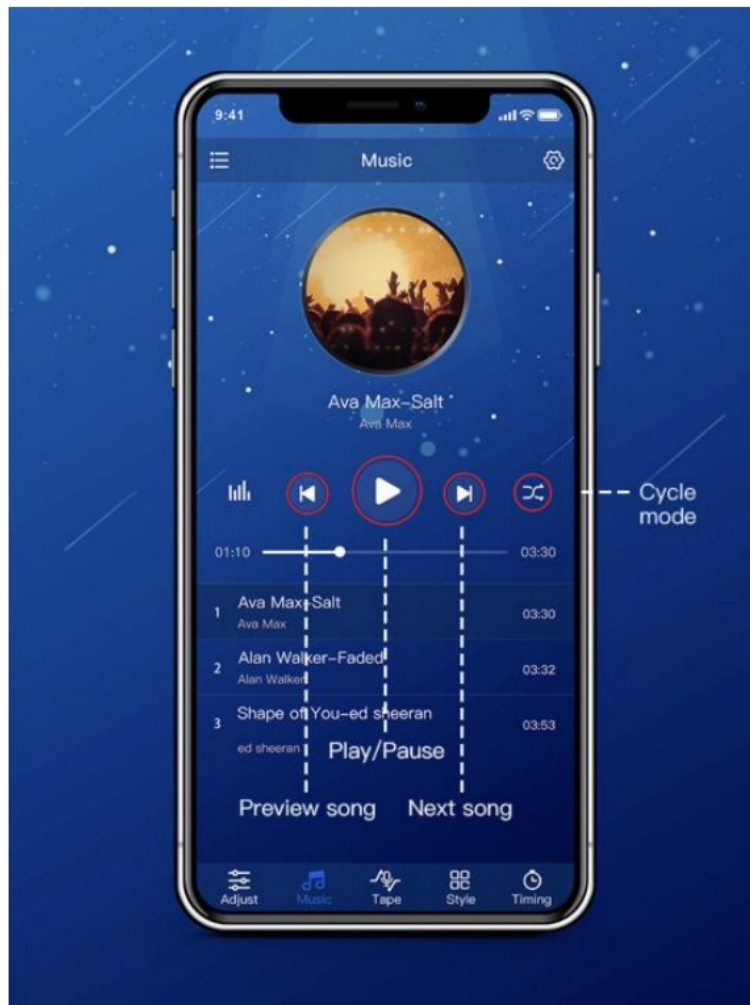 9:41
Music
Ava Max-Salt
Ava Max
01:10 03:30
Cycle
mode
1 Ava Max-Salt 03:30
Ava Max
2 Alan Walker-Faded 03:32
Alan Walker
3 Shape of You-ed sheeran 03:53
ed sheeran
Play/Pause
Preview song Next song
Adjust Music Tape Style Timing